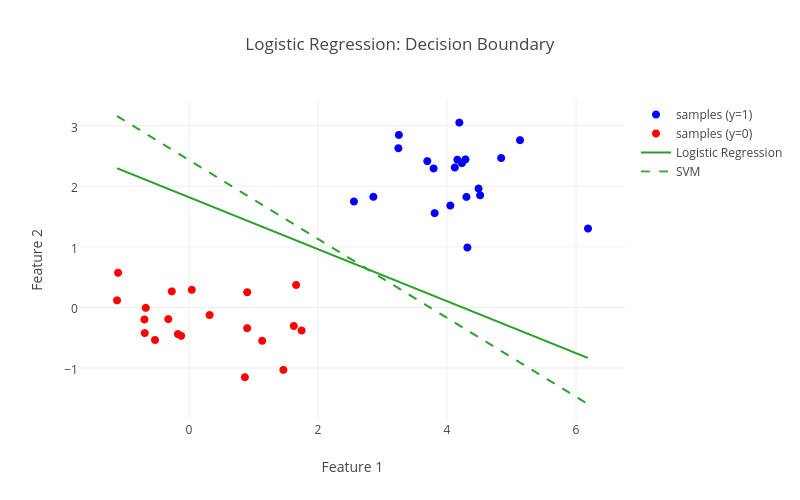 Logistic Regression: Decision Boundary
samples (y=1)
samples (y=0)
Logistic Regression
SVM
3
2
1
0
−1
Feature 2
0
2
4
6
Feature 1